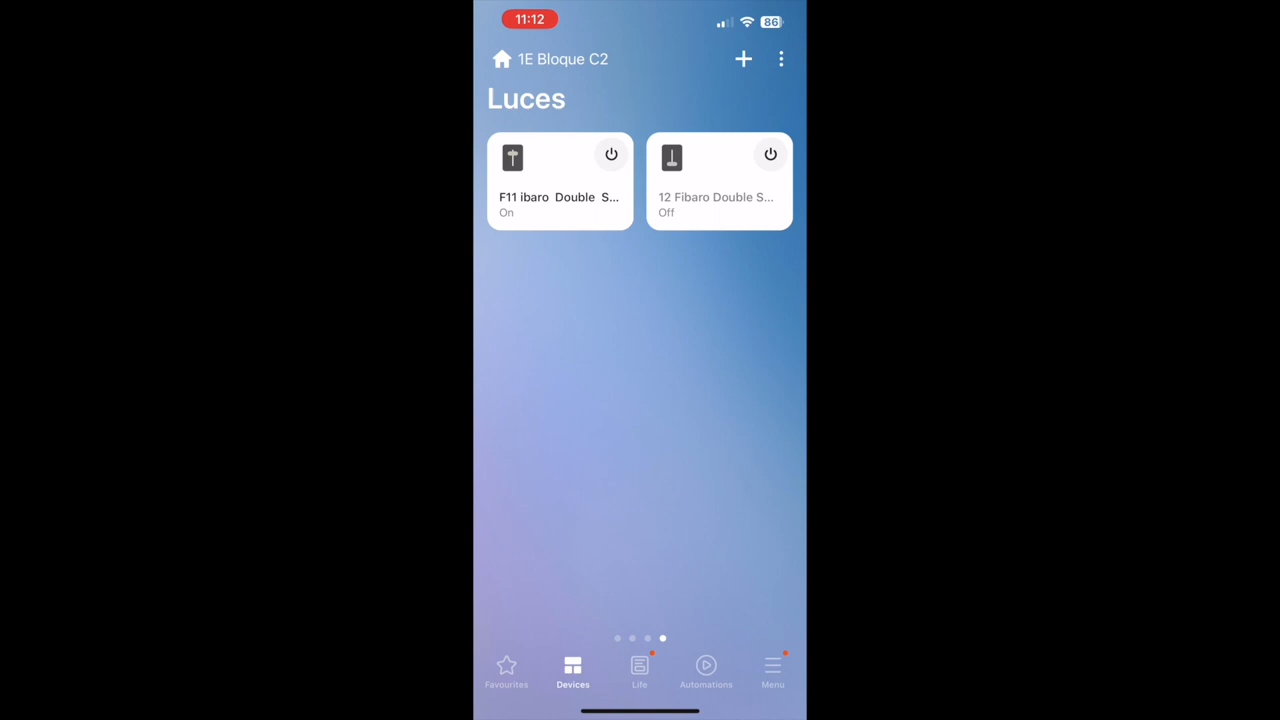 11:12
86
1E Bloque C2
Luces
F11 ibaro Double S...
On
12 Fibaro Double S...
Off
Favourites
Devices
Life
Automations
Menu